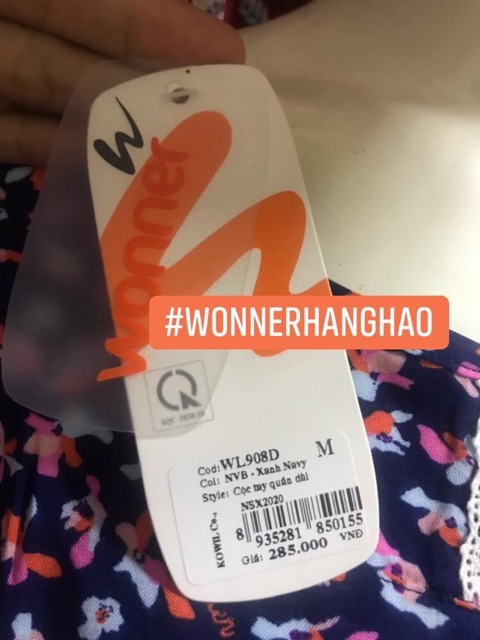 W
wonner
#WONNERHANGHAO
Cod: WL908D M
Col: NVB - Xanh Navy
Style: Cọc tay quần dài
NSX2020
KOWIL Co.,
8 935281 850155
Giá: 285.000 VNĐ